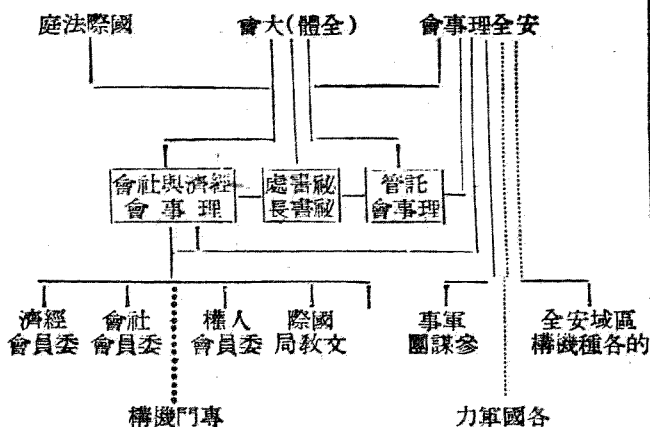 安全理事會
(全體)大會
國際法庭
託管
理事會
祕書處
祕書長
經濟與社會
理事會
區域安全
的各種機構
軍事
參謀團
國際
文教局
人權
委員會
社會
委員會
經濟
委員會
各國軍力
專門機構